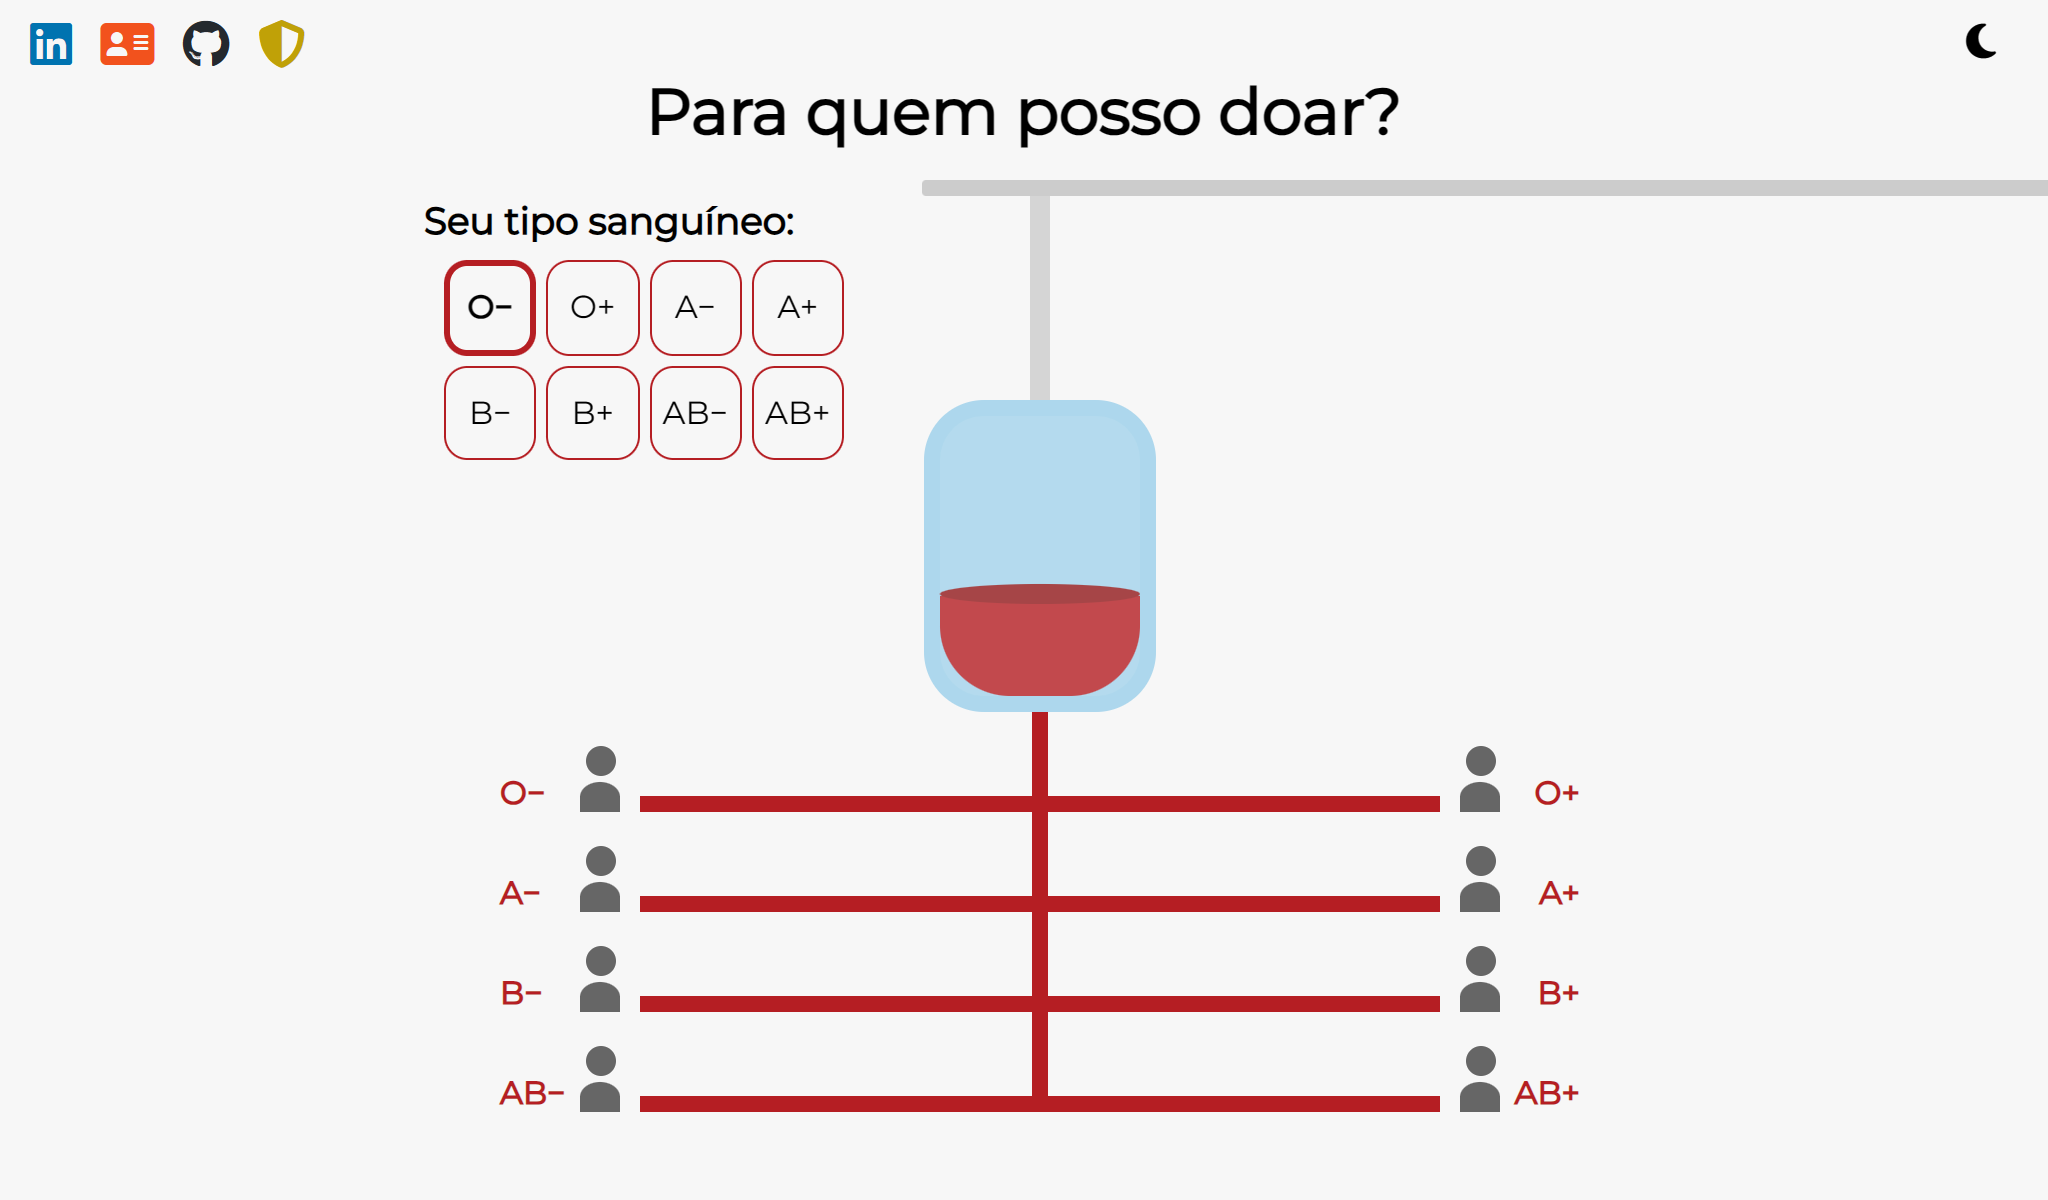 in
Para quem posso doar?
Seu tipo sanguíneo:
O− O+ A− A+
B− B+ AB− AB+
O− O+
A− A+
B− B+
AB− AB+